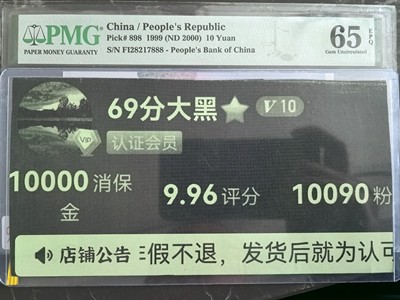 PMG
PAPER MONEY GUARANTY
China / People's Republic
Pick# 898 1999 (ND 2000) 10 Yuan
S/N FI28217888 - People's Bank of China
65 EPQ
Gem Uncirculated
69分大黑 V 10
VIP 认证会员
10000 消保金
9.96 评分
10090 粉
店铺公告 假不退，发货后就为认可